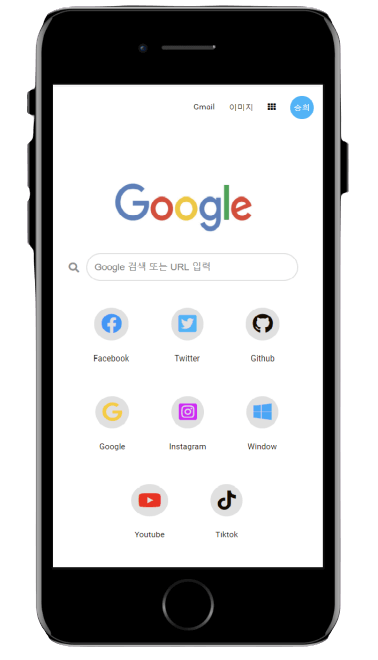 Gmail 이미지 승희
Google
Google 검색 또는 URL 입력
Facebook Twitter Github
Google Instagram Window
Youtube Tiktok